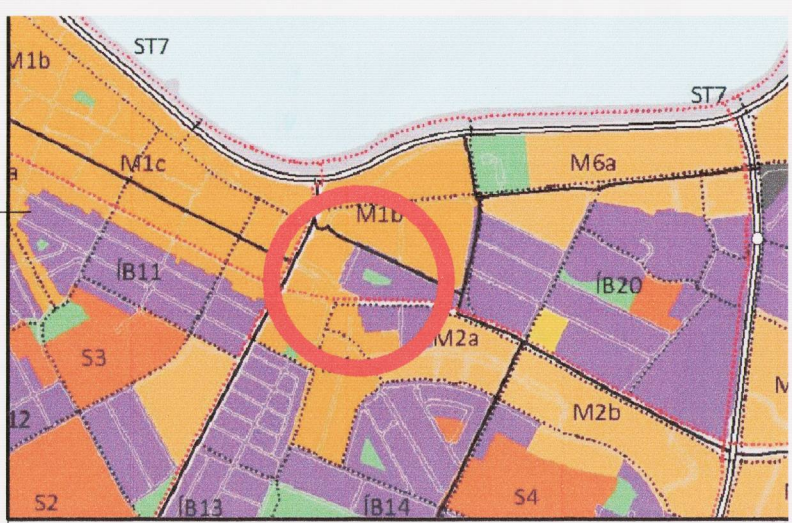 ST7
M1b
ST7
M1c
M6a
a
M1b
ÍB11
ÍB20
M2a
S3
M2b
M
12
S2
ÍB13
ÍB14
S4